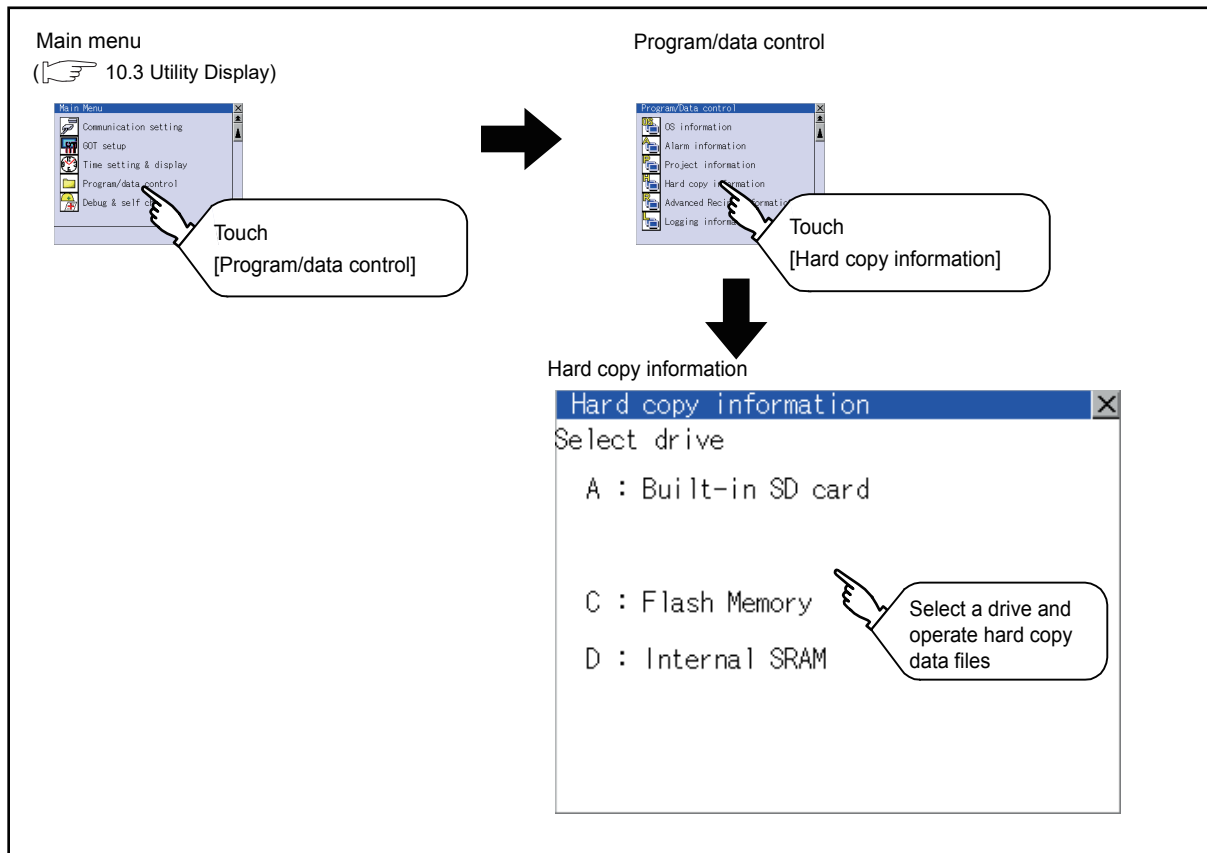 Main menu
( 10.3 Utility Display)
Main Menu
Communication setting
GOT setup
Time setting & display
Program/data control
Debug & self
Touch
[Program/data control]
Program/data control
Program/Data control
OS information
Alarm information
Project information
Hard copy information
Advanced
Logging
Touch
[Hard copy information]
Hard copy information
Hard copy information
Select drive
A : Built-in SD card
C : Flash Memory
D : Internal SRAM
Select a drive and
operate hard copy
data files